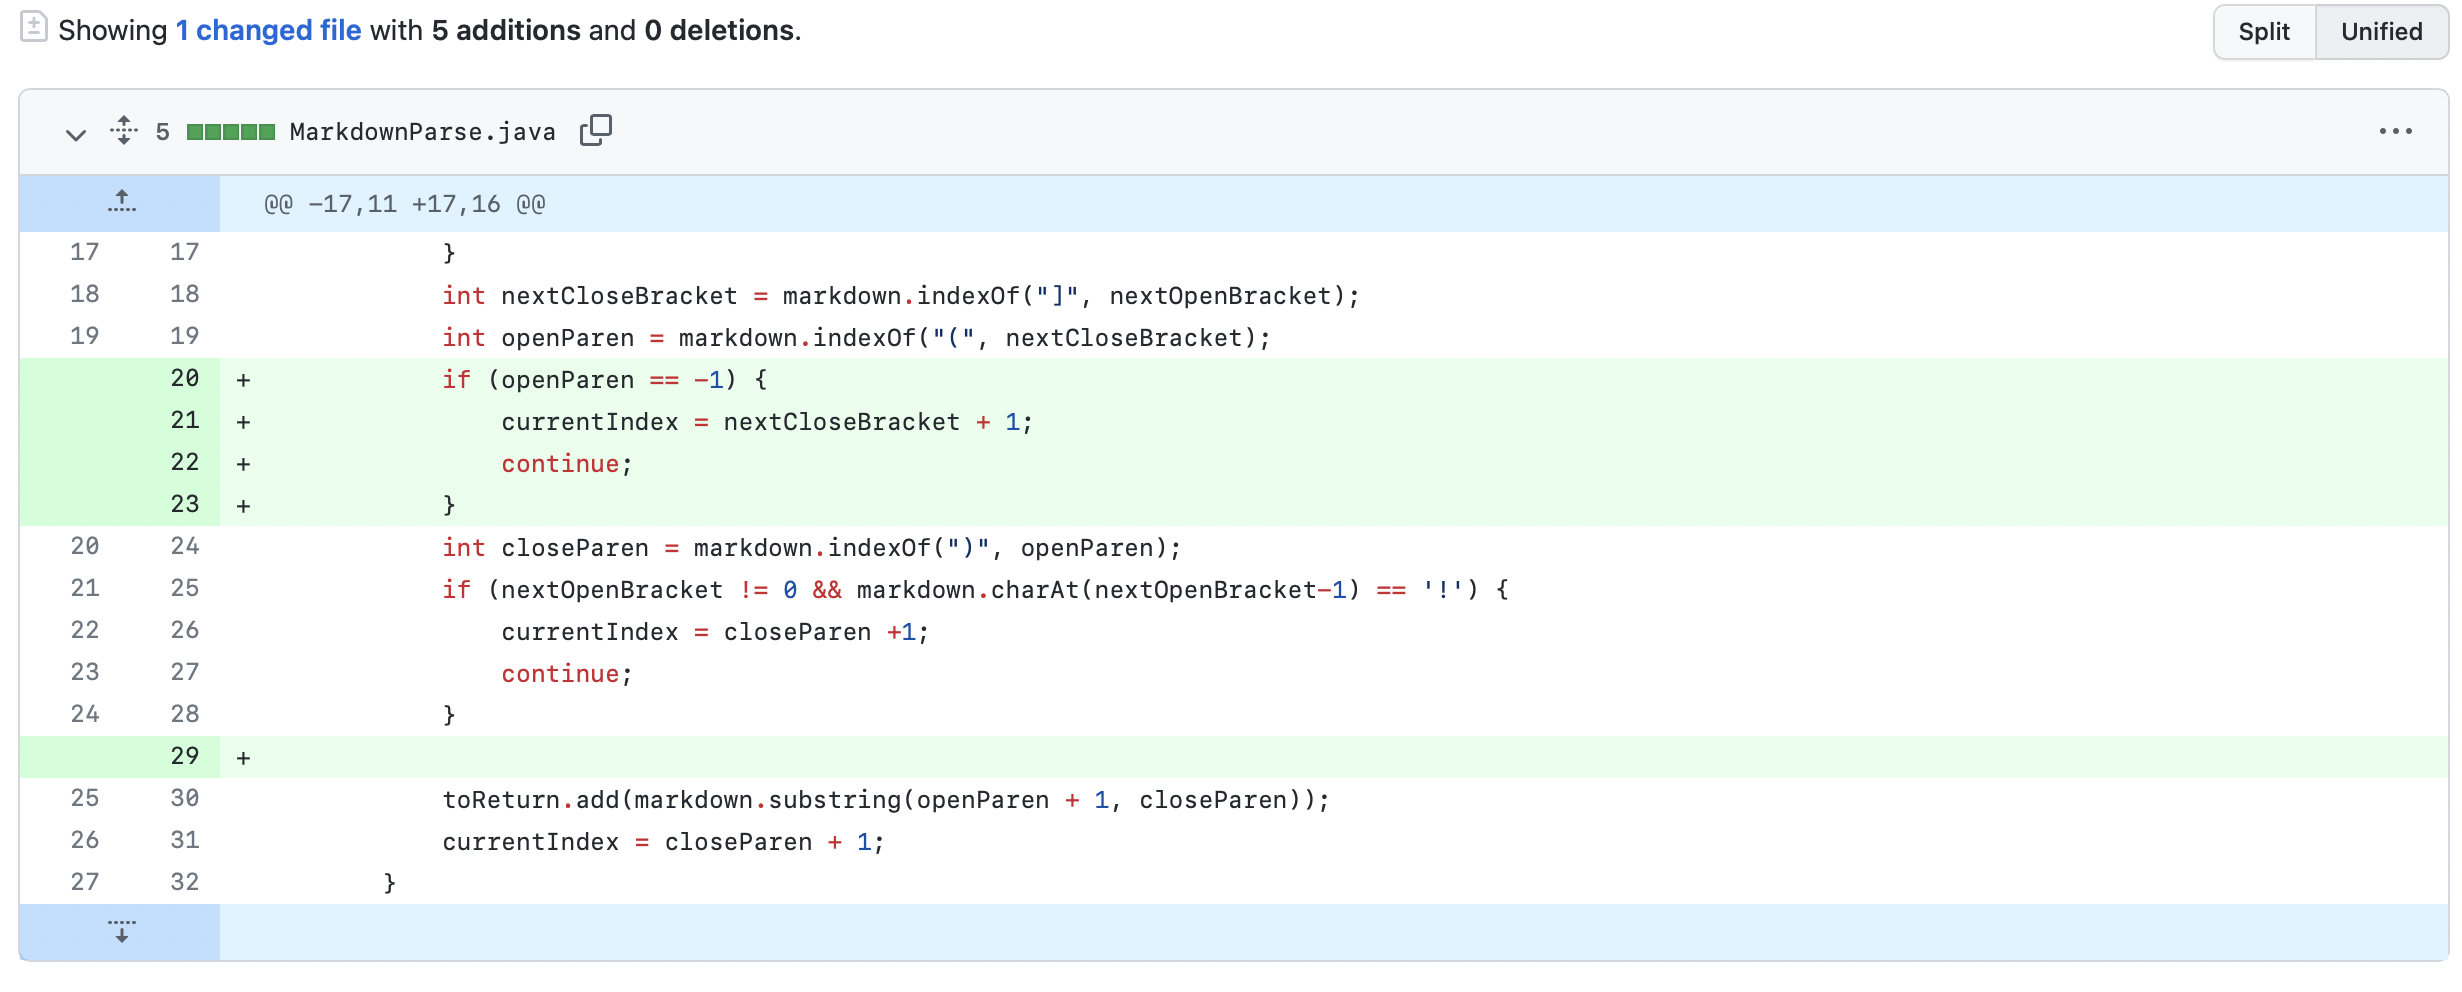 Showing 1 changed file with 5 additions and 0 deletions.
Split Unified
5 MarkdownParse.java
@@ -17,11 +17,16 @@
17 17 }
18 18 int nextCloseBracket = markdown.indexOf("]", nextOpenBracket);
19 19 int openParen = markdown.indexOf("(", nextCloseBracket);
20 + if (openParen == -1) {
21 + currentIndex = nextCloseBracket + 1;
22 + continue;
23 + }
20 24 int closeParen = markdown.indexOf(")", openParen);
21 25 if (nextOpenBracket != 0 && markdown.charAt(nextOpenBracket-1) == '!') {
22 26 currentIndex = closeParen +1;
23 27 continue;
24 28 }
29 +
25 30 toReturn.add(markdown.substring(openParen + 1, closeParen));
26 31 currentIndex = closeParen + 1;
27 32 }